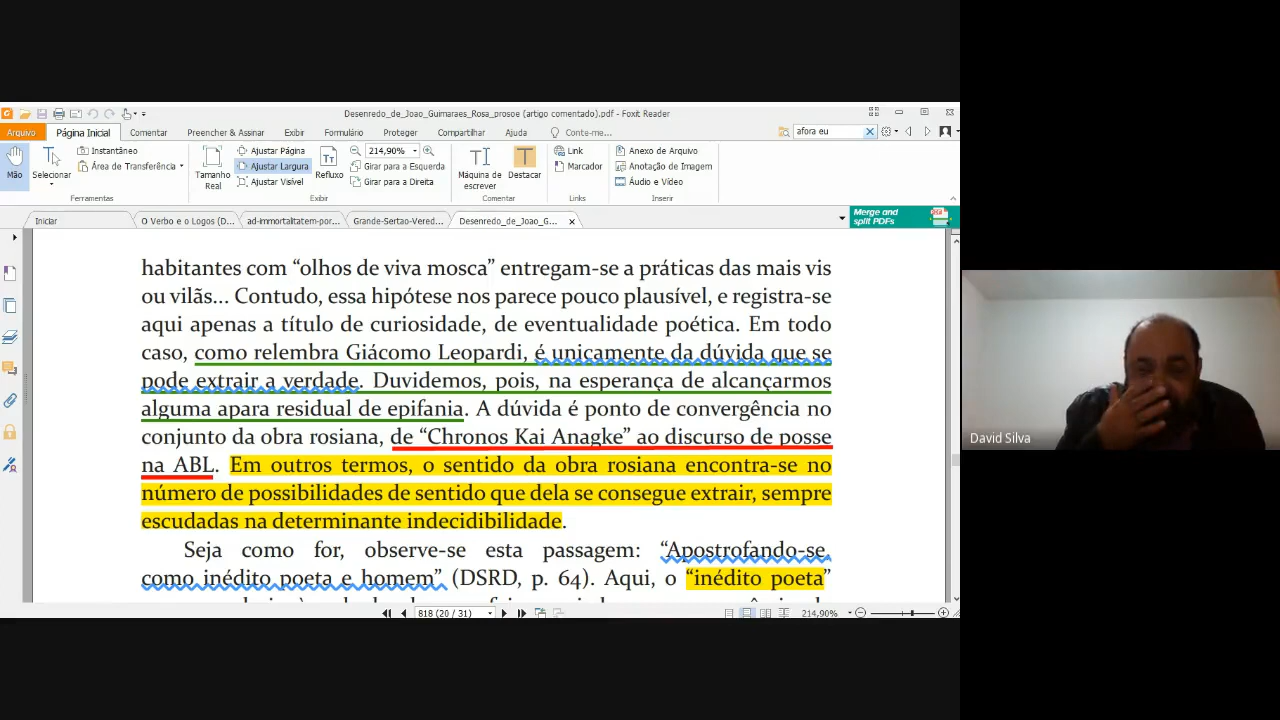 Desenredo_de_Joao_Guimaraes_Rosa_prosoe (artigo comentado).pdf - Foxit Reader
Arquivo Página Inicial Comentar Preencher & Assinar Exibir Formulário Proteger Compartilhar Ajuda Conte-me... afora eu
Mão
Selecionar
Instantâneo
Área de Transferência
Ferramentas
Tamanho Real
Ajustar Página
Ajustar Largura
Ajustar Visível
Refluxo
214,90%
Girar para a Esquerda
Girar para a Direita
Exibir
Máquina de escrever
Destacar
Comentar
Link
Marcador
Links
Anexo de Arquivo
Anotação de Imagem
Áudio e Vídeo
Inserir
Iniciar O Verbo e o Logos (D... ad-immortalitatem-por... Grande-Sertao-Vered... Desenredo_de_Joao_G...
Merge and
split PDFs
habitantes com “olhos de viva mosca” entregam-se a práticas das mais vis
ou vilãs... Contudo, essa hipótese nos parece pouco plausível, e registra-se
aqui apenas a título de curiosidade, de eventualidade poética. Em todo
caso, como relembra Giácomo Leopardi, é unicamente da dúvida que se
pode extrair a verdade. Duvidemos, pois, na esperança de alcançarmos
alguma apara residual de epifania. A dúvida é ponto de convergência no
conjunto da obra rosiana, de “Chronos Kai Anagke” ao discurso de posse
na ABL. Em outros termos, o sentido da obra rosiana encontra-se no
número de possibilidades de sentido que dela se consegue extrair, sempre
escudadas na determinante indecidibilidade.
Seja como for, observe-se esta passagem: “Apostrofando-se,
como inédito poeta e homem” (DSRD, p. 64). Aqui, o “inédito poeta”
818 (20 / 31)
214,90%
David Silva